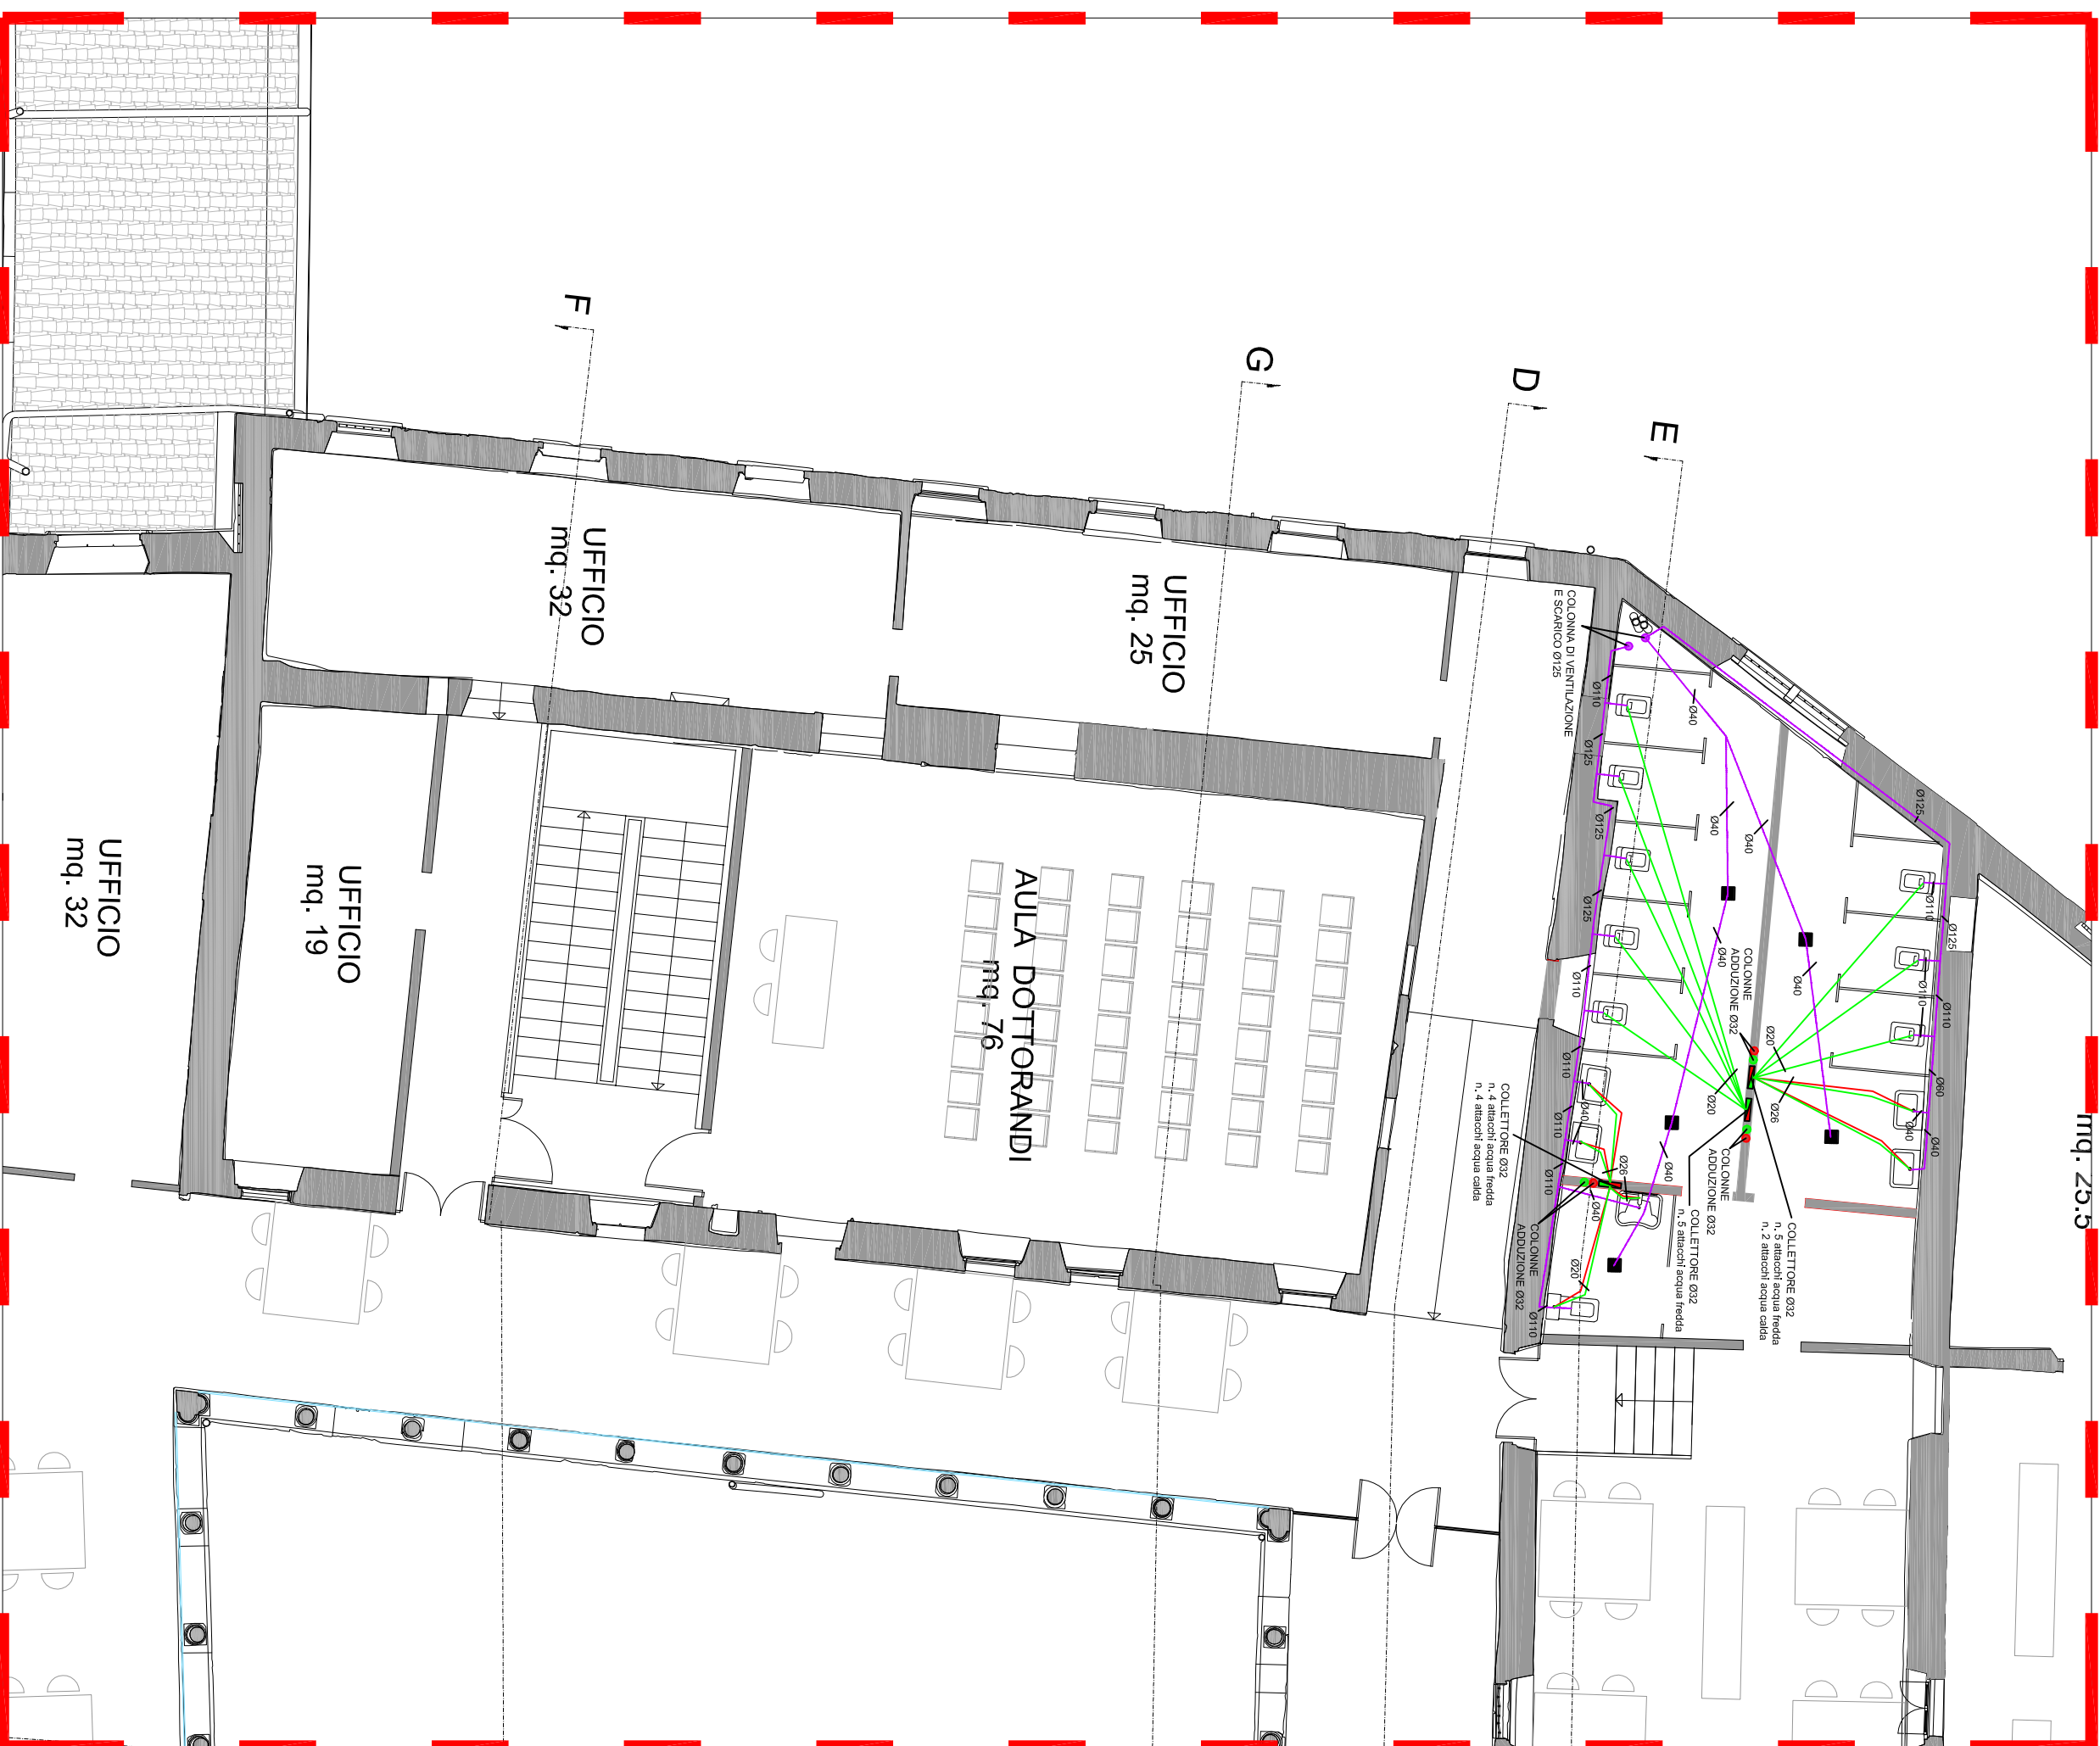 F
G
D
E
UFFICIO
mq. 32
UFFICIO
mq. 25
UFFICIO
mq. 19
UFFICIO
mq. 32
AULA DOTTORANDI
mq. 76
mq. 25.5
COLONNA DI VENTILAZIONE
E SCARICO Ø125
Ø110
Ø125
Ø125
Ø125
Ø110
Ø110
Ø110
Ø110
Ø110
Ø40
Ø40
Ø40
Ø40
Ø40
Ø40
Ø125
Ø110
Ø125
Ø110
Ø110
Ø60
Ø40
Ø40
COLONNE
ADDUZIONE Ø32
Ø20
Ø26
Ø20
COLONNE
ADDUZIONE Ø32
COLLETTORE Ø32
n. 5 attacchi acqua fredda
n. 2 attacchi acqua calda
COLLETTORE Ø32
n. 5 attacchi acqua fredda
COLLETTORE Ø32
n. 4 attacchi acqua fredda
n. 4 attacchi acqua calda
Ø40
Ø26
Ø40
Ø20
COLONNE
ADDUZIONE Ø32